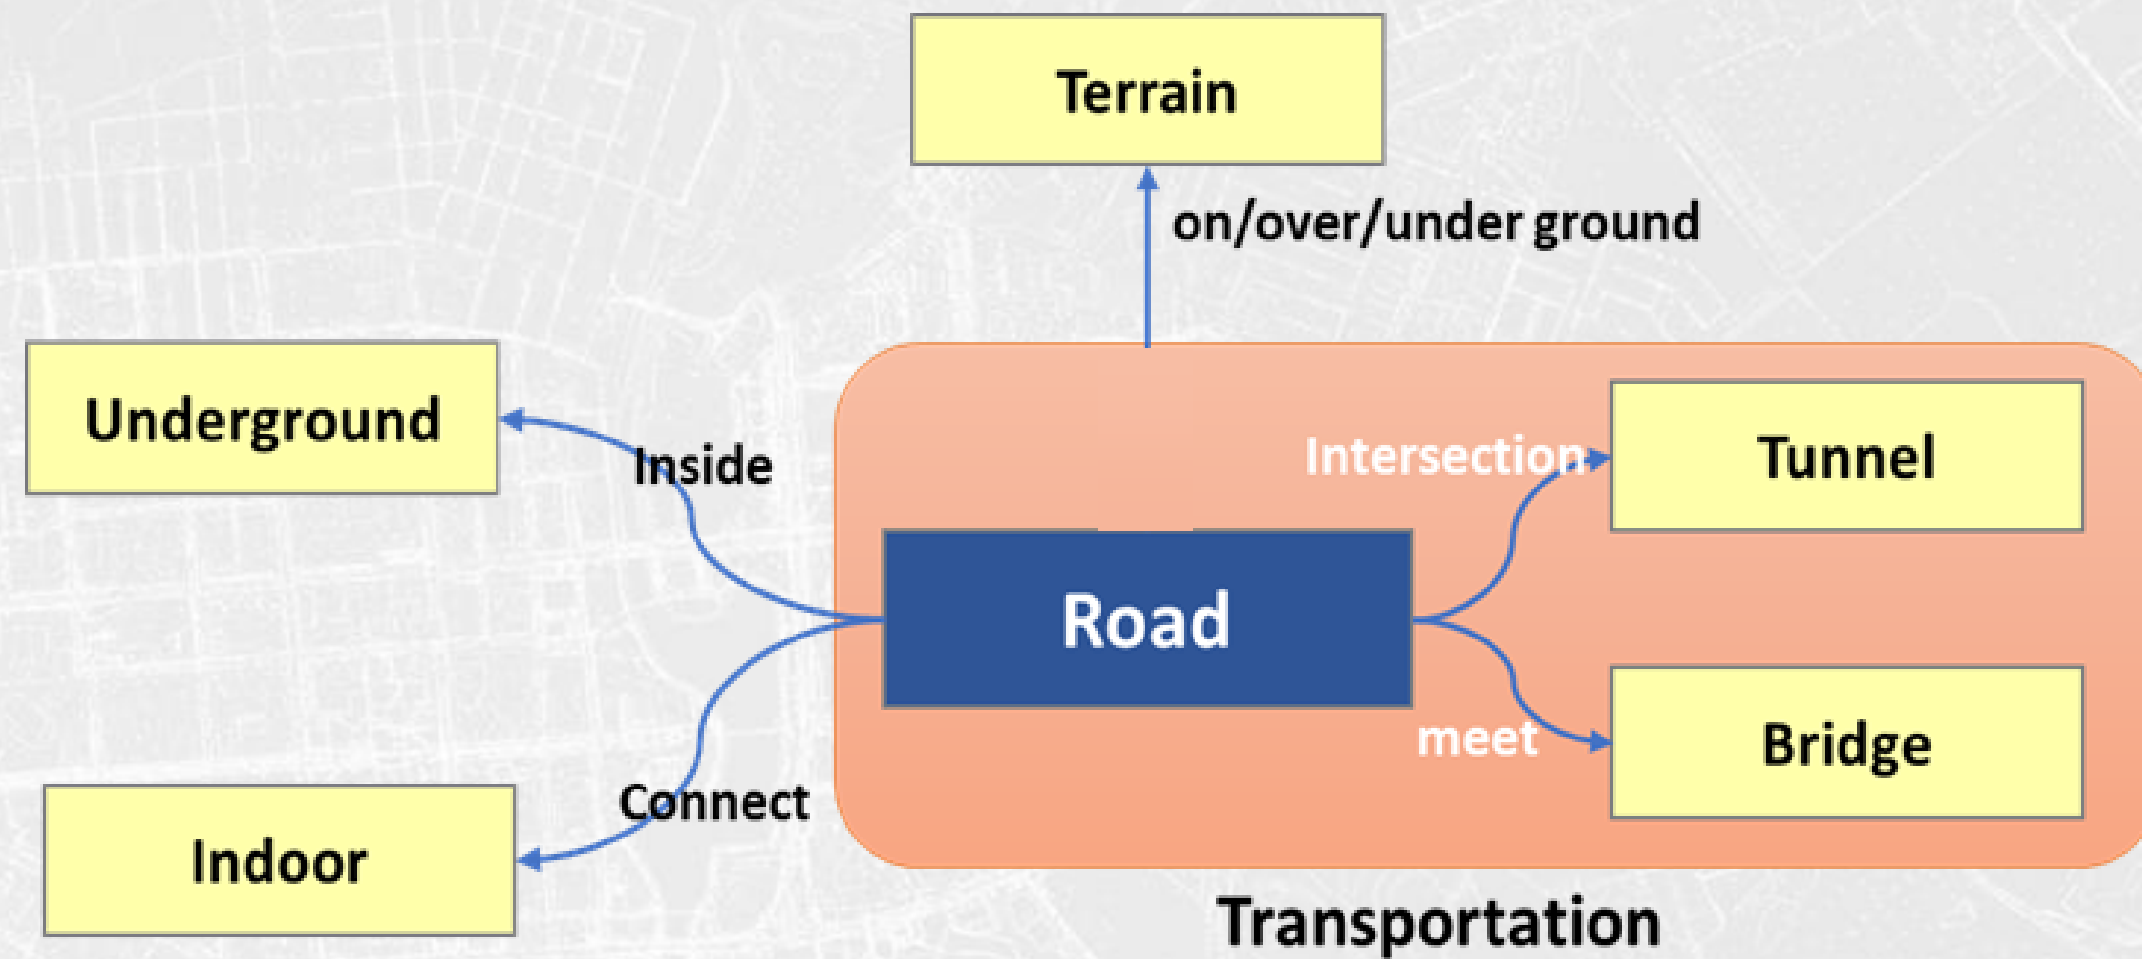 Terrain
on/over/under ground
Underground
Inside
Intersection
Tunnel
Road
meet
Bridge
Connect
Indoor
Transportation